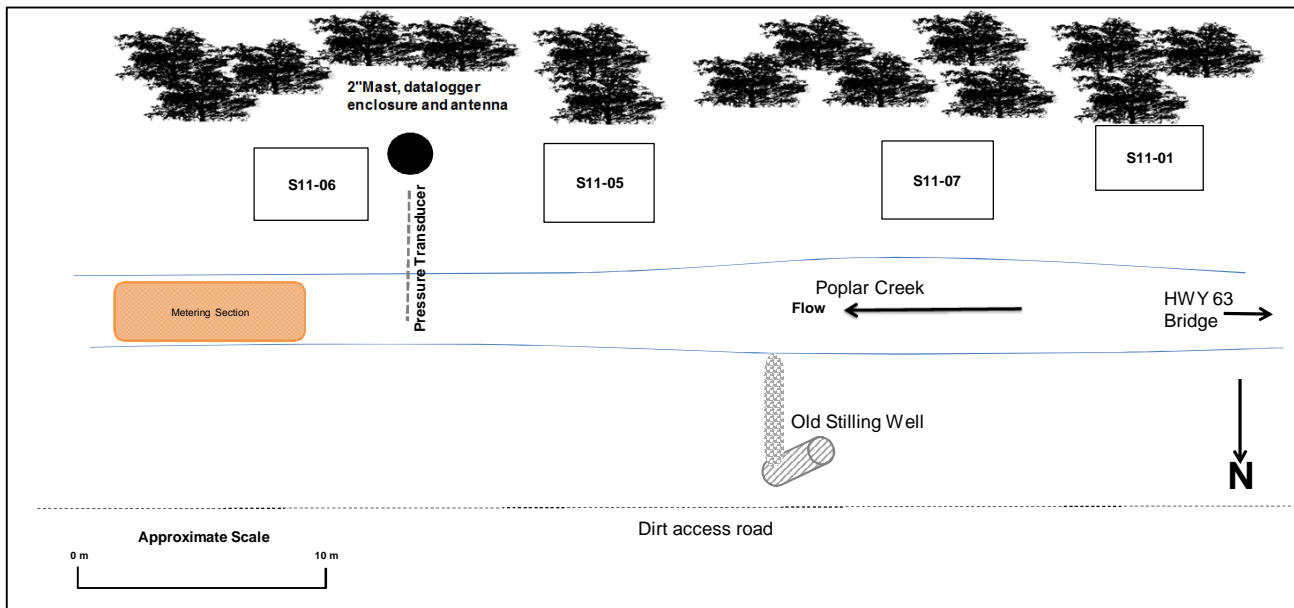 2"Mast, datalogger
enclosure and antenna
S11-06
S11-05
S11-07
S11-01
Pressure Transducer
Metering Section
Poplar Creek
Flow
HWY 63
Bridge
Old Stilling Well
N
Dirt access road
Approximate Scale
0 m
10 m